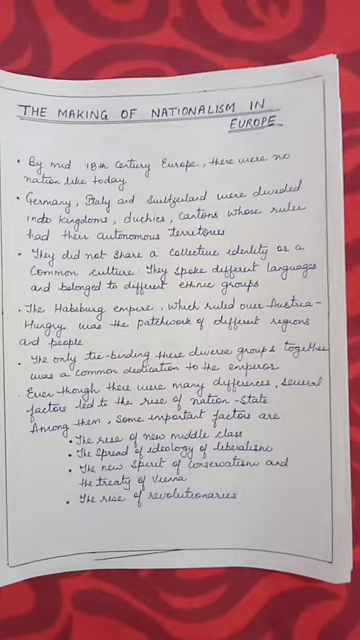 THE MAKING OF NATIONALISM IN
EUROPE
• By mid 18th Century Europe, there were no
nation like today
• Germany, Italy and Switzerland were divided
into kingdoms, duchies, cantons whose ruler
had their autonomous territories
• They did not share a collective identity or a
common culture. They spoke different languages
and belonged to different ethnic groups
• The Habsburg empire, which ruled over Austria-
Hungry was the patchwork of different regions
and people
• The only tie-binding these diverse groups together
was a common dedication to the emperor
Even though there were many differences, several
factors led to the rise of nation-state
Among them, some important factors are:
• The rise of new middle class
• The spread of ideology of liberalism
• The new spirit of conservatism and
the treaty of Vienna
• The rise of revolutionaries